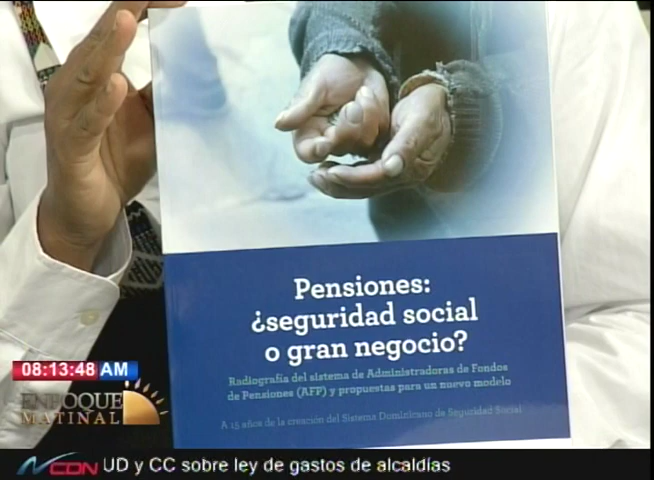 Pensiones:
¿seguridad social
o gran negocio?
Radiografía del sistema de Administradoras de Fondos
de Pensiones (AFP) y propuestas para un nuevo modelo
A 15 años de la creación del Sistema Dominicano de Seguridad Social
08:13:48 AM
ENFOQUE
MATINAL
CDN UD y CC sobre ley de gastos de alcaldías